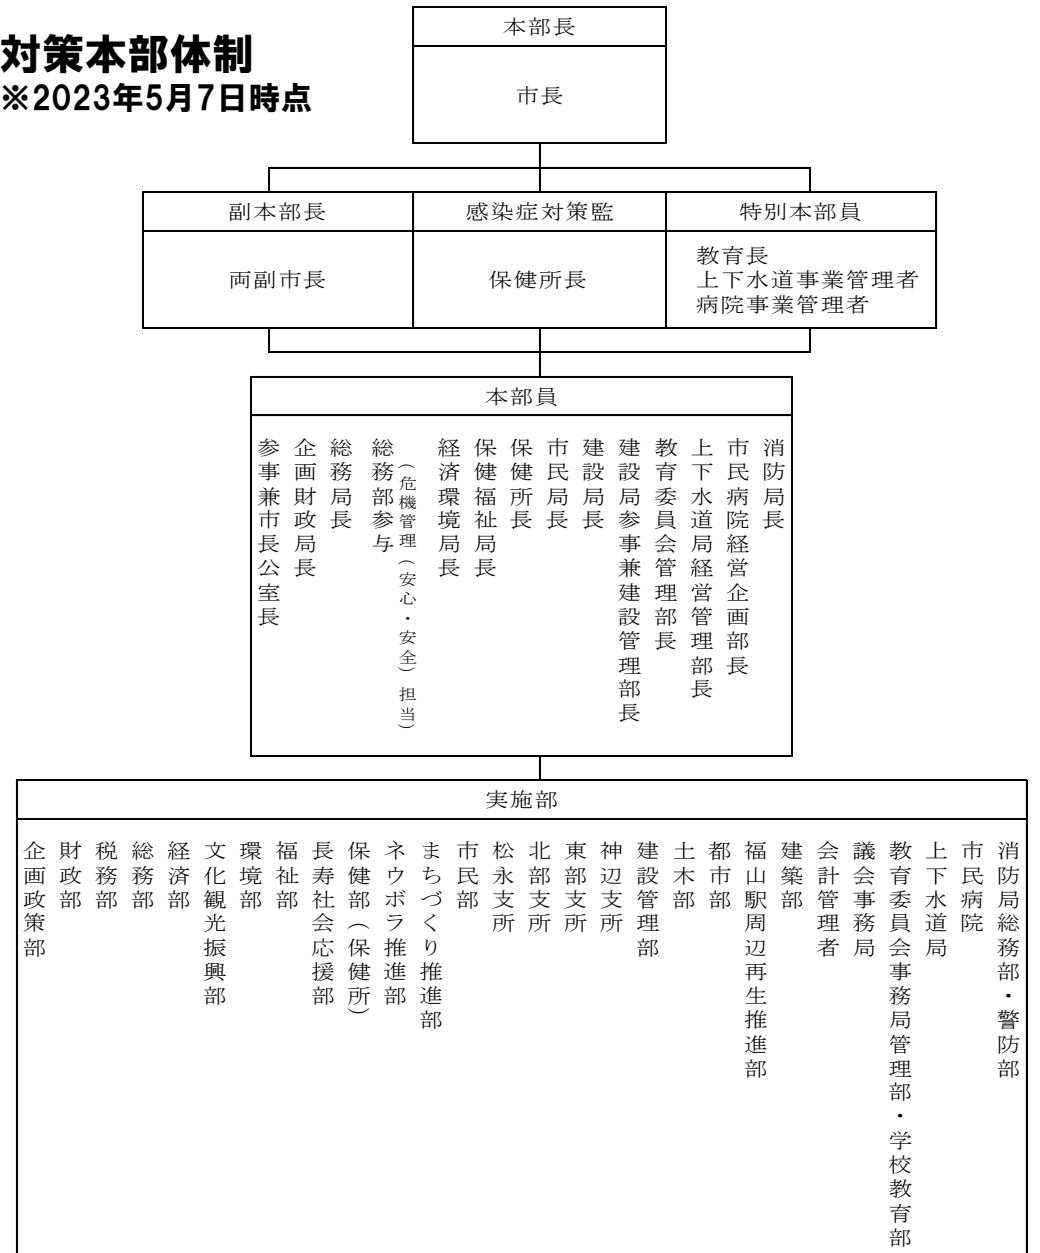 対策本部体制
※2023年5月7日時点
本部長
市長
副本部長
両副市長
感染症対策監
保健所長
特別本部員
教育長
上下水道事業管理者
病院事業管理者
本部員
参事兼市長公室長
企画財政局長
総務局長
総務部参与
（危機管理（安心・安全）担当）
経済環境局長
保健福祉局長
保健所長
市民局長
建設局長
建設局参事兼建設管理部長
教育委員会管理部長
上下水道局経営管理部長
市民病院経営企画部長
消防局長
実施部
企画政策部
財政部
税務部
総務部
経済部
文化観光振興部
環境部
福祉部
長寿社会応援部
保健部（保健所）
ネウボラ推進部
まちづくり推進部
市民部
松永支所
北部支所
東部支所
神辺支所
建設管理部
土木部
都市部
福山駅周辺再生推進部
建築部
会計管理者
議会事務局
教育委員会事務局管理部・学校教育部
上下水道局
市民病院
消防局総務部・警防部